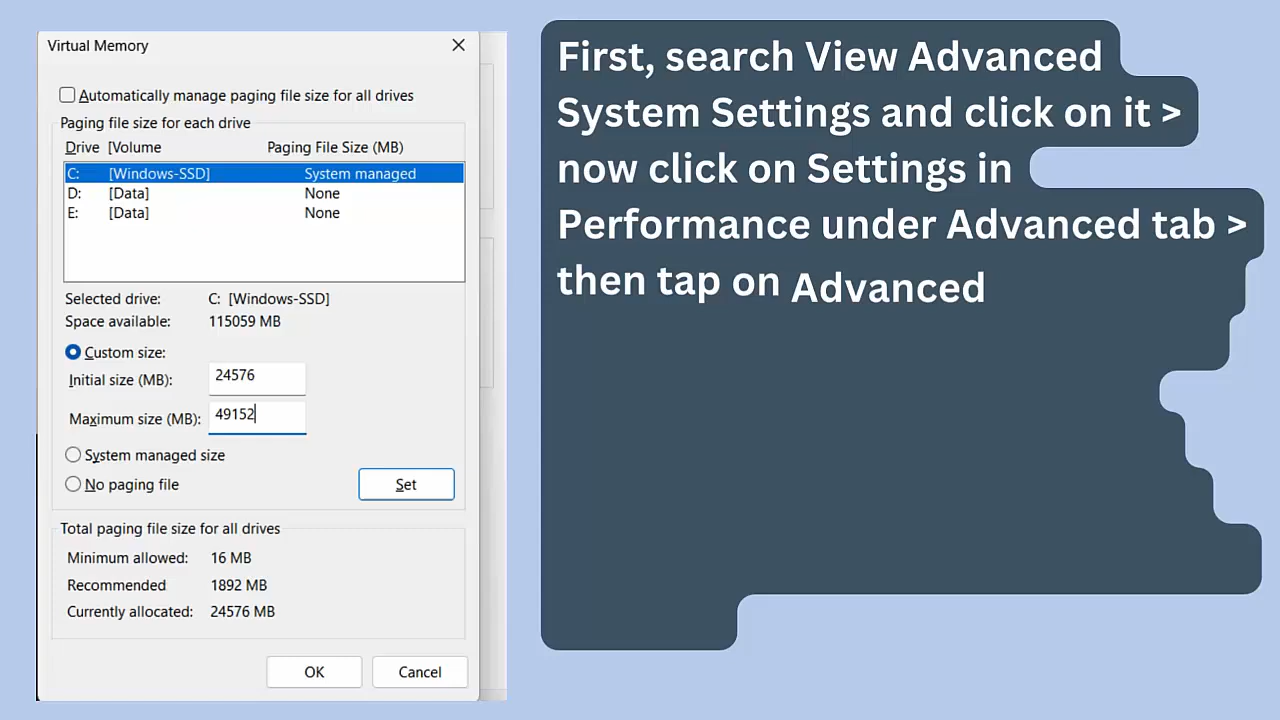 Virtual Memory
Automatically manage paging file size for all drives
Paging file size for each drive
Drive [Volume Paging File Size (MB)
C: [Windows-SSD] System managed
D: [Data] None
E: [Data] None
Selected drive: C: [Windows-SSD]
Space available: 115059 MB
Custom size:
Initial size (MB): 24576
Maximum size (MB): 49152
System managed size
No paging file
Set
Total paging file size for all drives
Minimum allowed: 16 MB
Recommended 1892 MB
Currently allocated: 24576 MB
OK Cancel
First, search View Advanced
System Settings and click on it >
now click on Settings in
Performance under Advanced tab >
then tap on Advanced